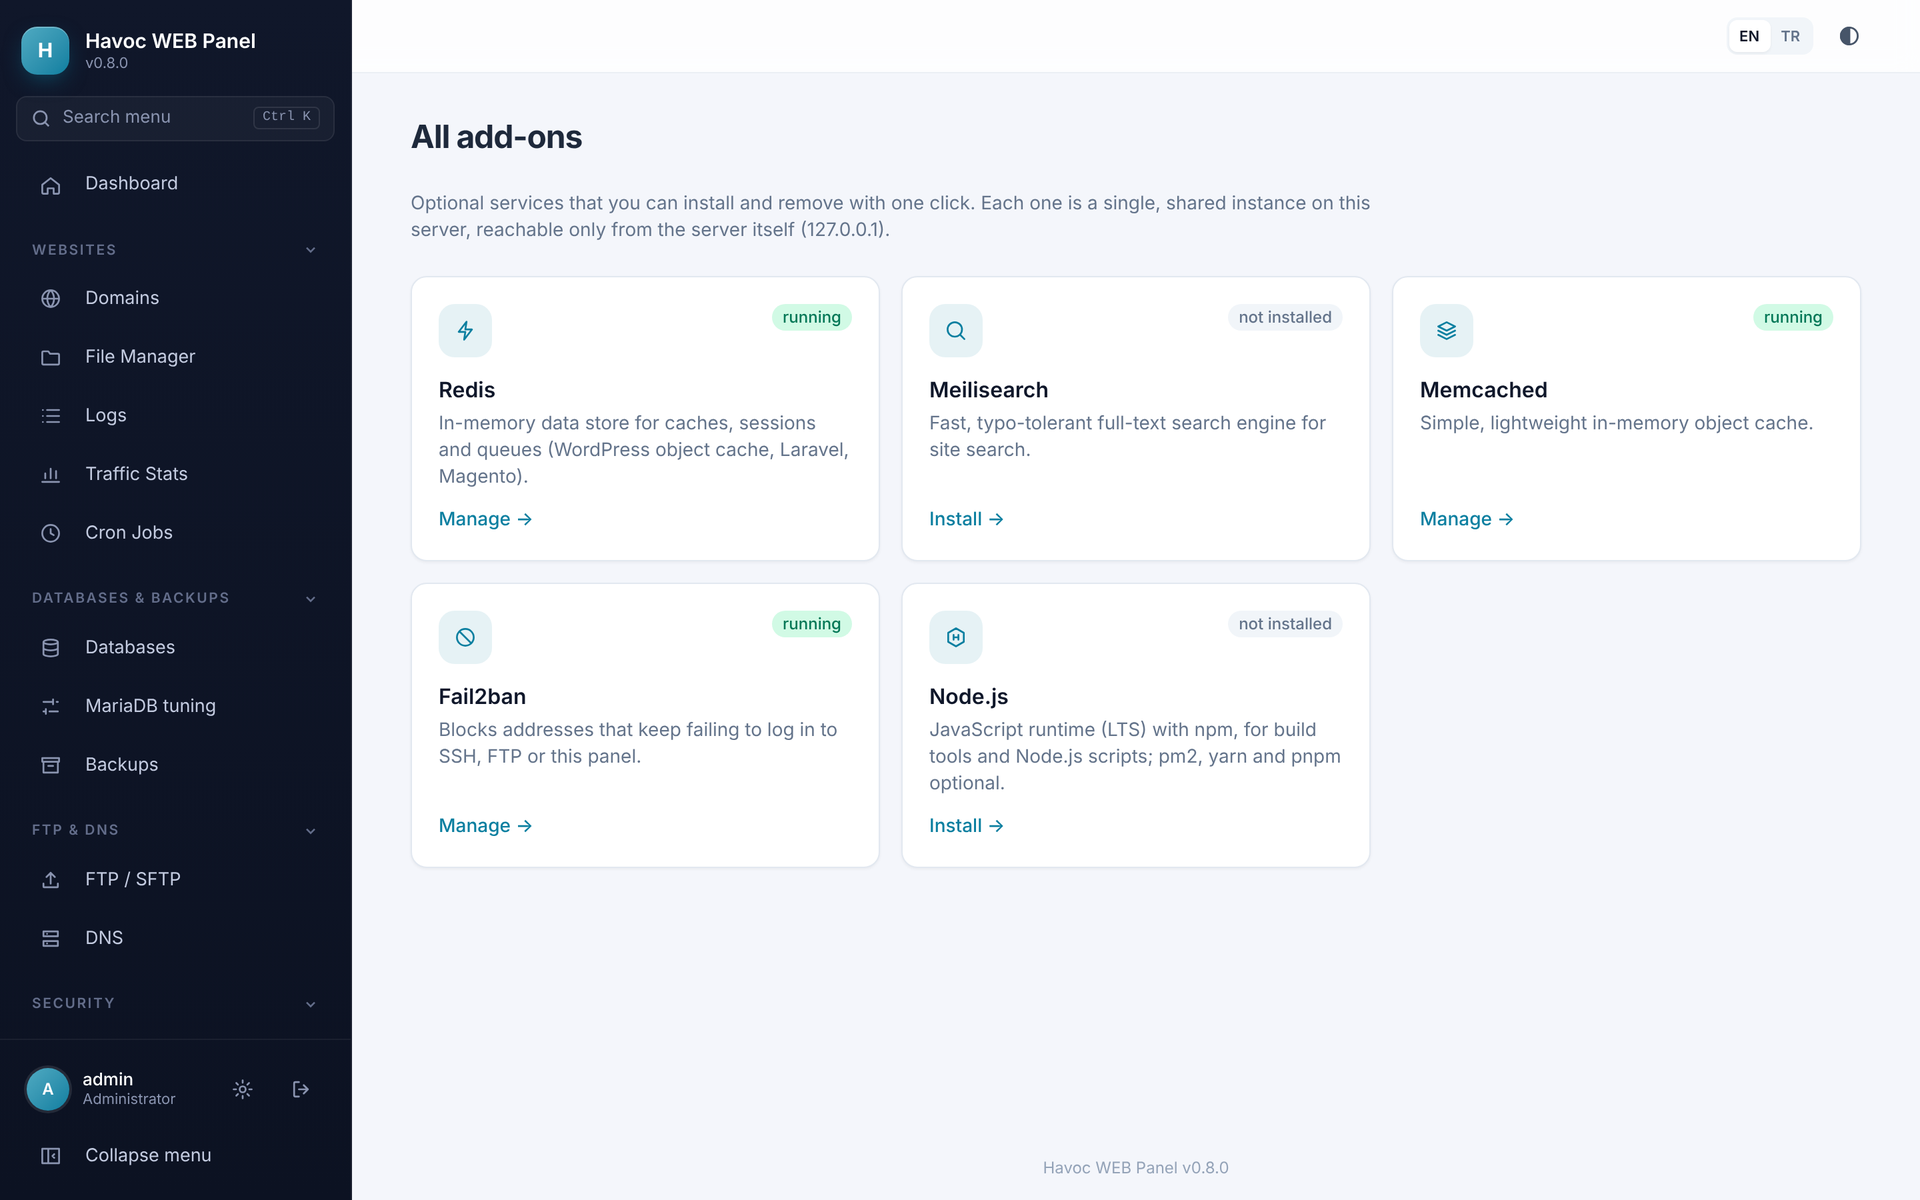 H
Havoc WEB Panel
v0.8.0
Search menu
Ctrl K
Dashboard
WEBSITES
Domains
File Manager
Logs
Traffic Stats
Cron Jobs
DATABASES & BACKUPS
Databases
MariaDB tuning
Backups
FTP & DNS
FTP / SFTP
DNS
SECURITY
A
admin
Administrator
Collapse menu
EN
TR
All add-ons
Optional services that you can install and remove with one click. Each one is a single, shared instance on this
server, reachable only from the server itself (127.0.0.1).
running
Redis
In-memory data store for caches, sessions
and queues (WordPress object cache, Laravel,
Magento).
Manage →
not installed
Meilisearch
Fast, typo-tolerant full-text search engine for
site search.
Install →
running
Memcached
Simple, lightweight in-memory object cache.
Manage →
running
Fail2ban
Blocks addresses that keep failing to log in to
SSH, FTP or this panel.
Manage →
not installed
Node.js
JavaScript runtime (LTS) with npm, for build
tools and Node.js scripts; pm2, yarn and pnpm
optional.
Install →
Havoc WEB Panel v0.8.0